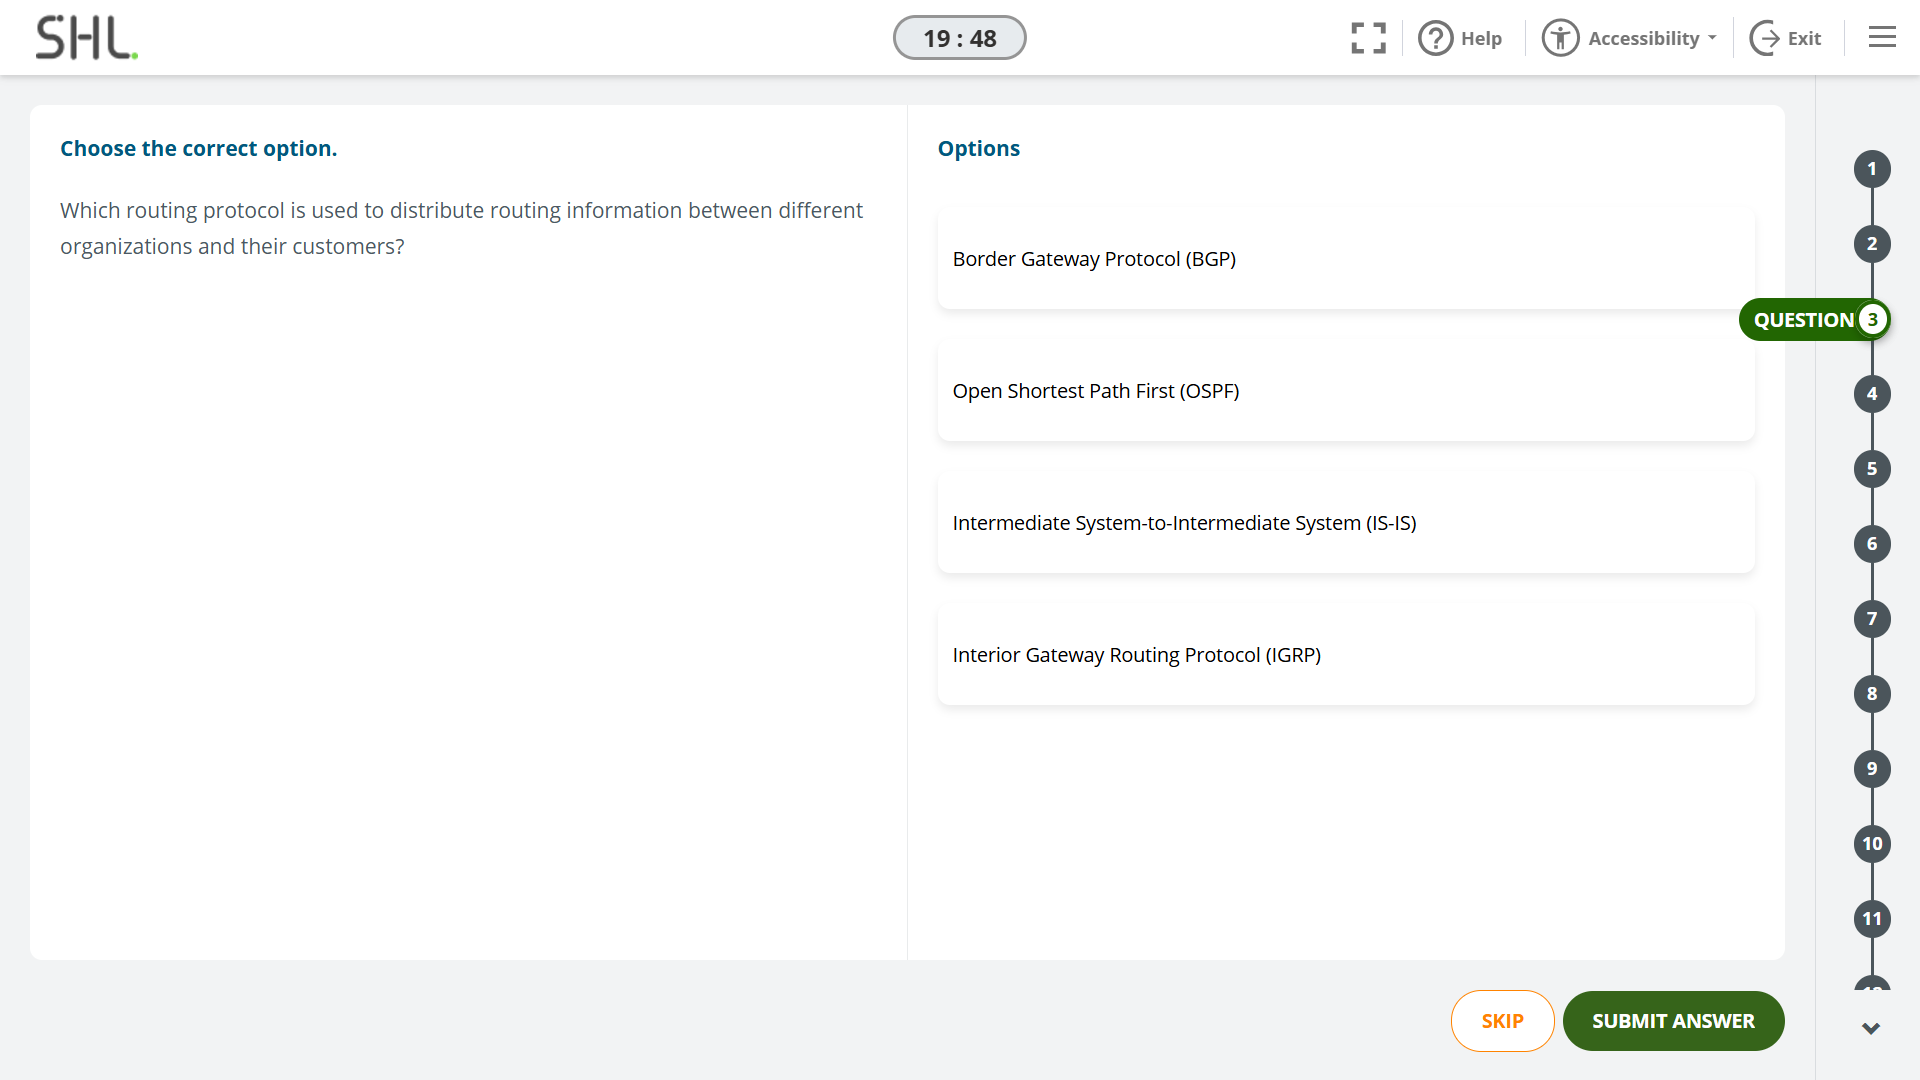 SHL.
19 : 48
Help
Accessibility
Exit
Choose the correct option.
Which routing protocol is used to distribute routing information between different
organizations and their customers?
Options
Border Gateway Protocol (BGP)
Open Shortest Path First (OSPF)
Intermediate System-to-Intermediate System (IS-IS)
Interior Gateway Routing Protocol (IGRP)
1
2
QUESTION 3
4
5
6
7
8
9
10
11
SKIP
SUBMIT ANSWER